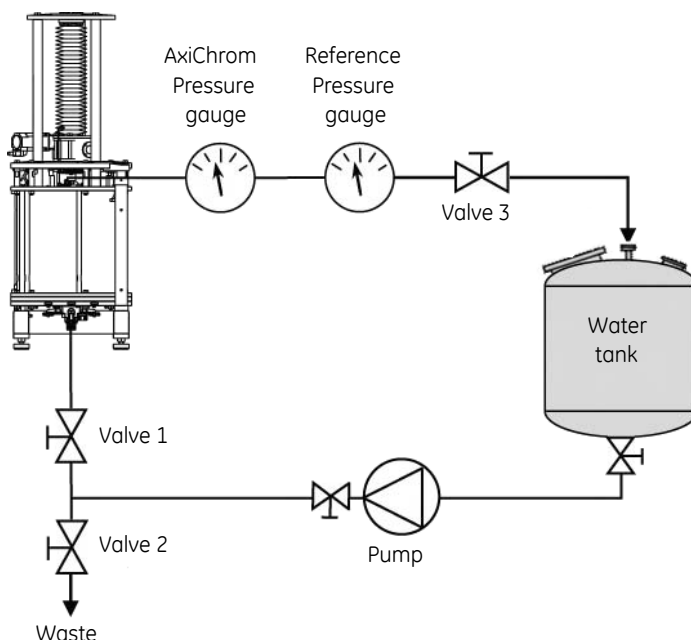 AxiChrom
Pressure
gauge
Reference
Pressure
gauge
Valve 3
Water
tank
Valve 1
Valve 2
Pump
Waste